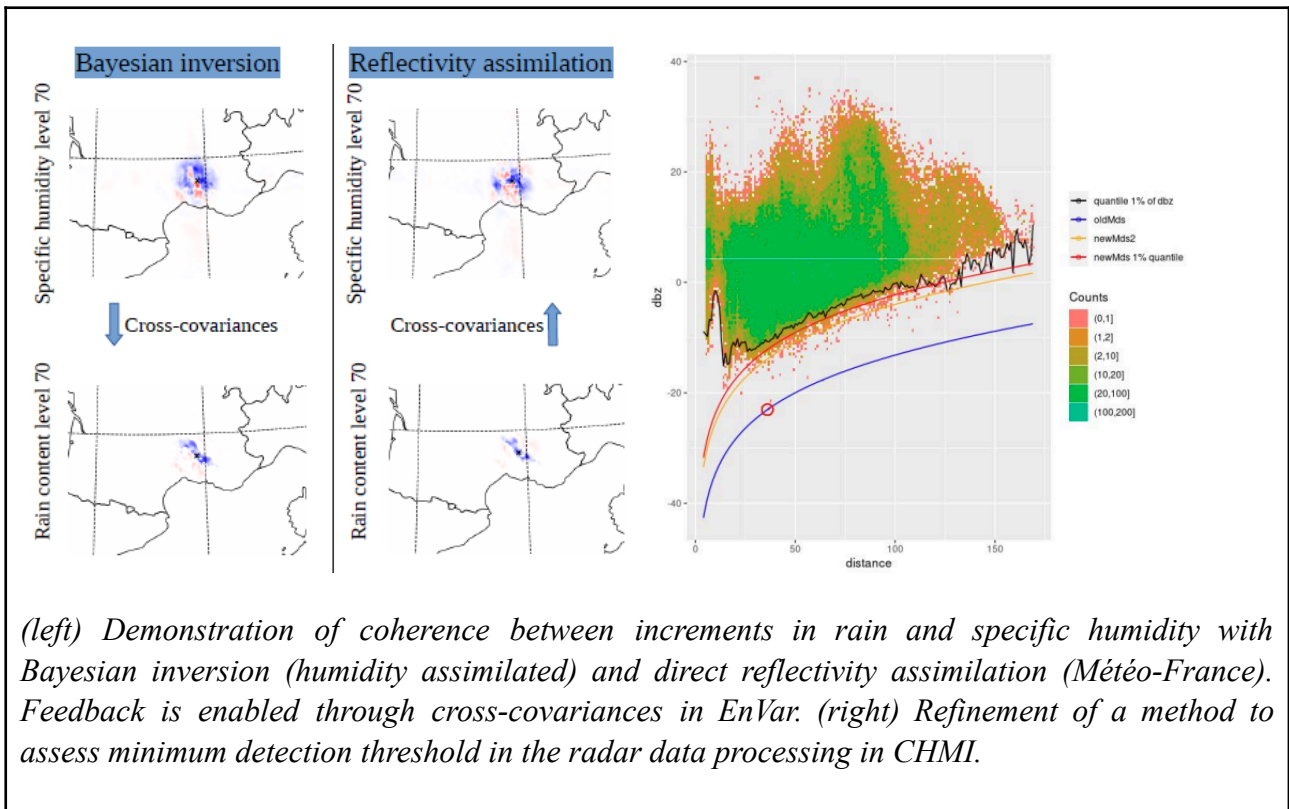 Bayesian inversion
Reflectivity assimilation
Specific humidity level 70
Specific humidity level 70
Cross-covariances
Cross-covariances
Rain content level 70
Rain content level 70
40
20
0
-20
-40
dbz
0
50
100
150
distance
quantile 1% of dbz
oldMds
newMds2
newMds 1% quantile
Counts
(0,1]
(1,2]
(2,10]
(10,20]
(20,100]
(100,200]
(left) Demonstration of coherence between increments in rain and specific humidity with
Bayesian inversion (humidity assimilated) and direct reflectivity assimilation (Météo-France).
Feedback is enabled through cross-covariances in EnVar. (right) Refinement of a method to
assess minimum detection threshold in the radar data processing in CHMI.